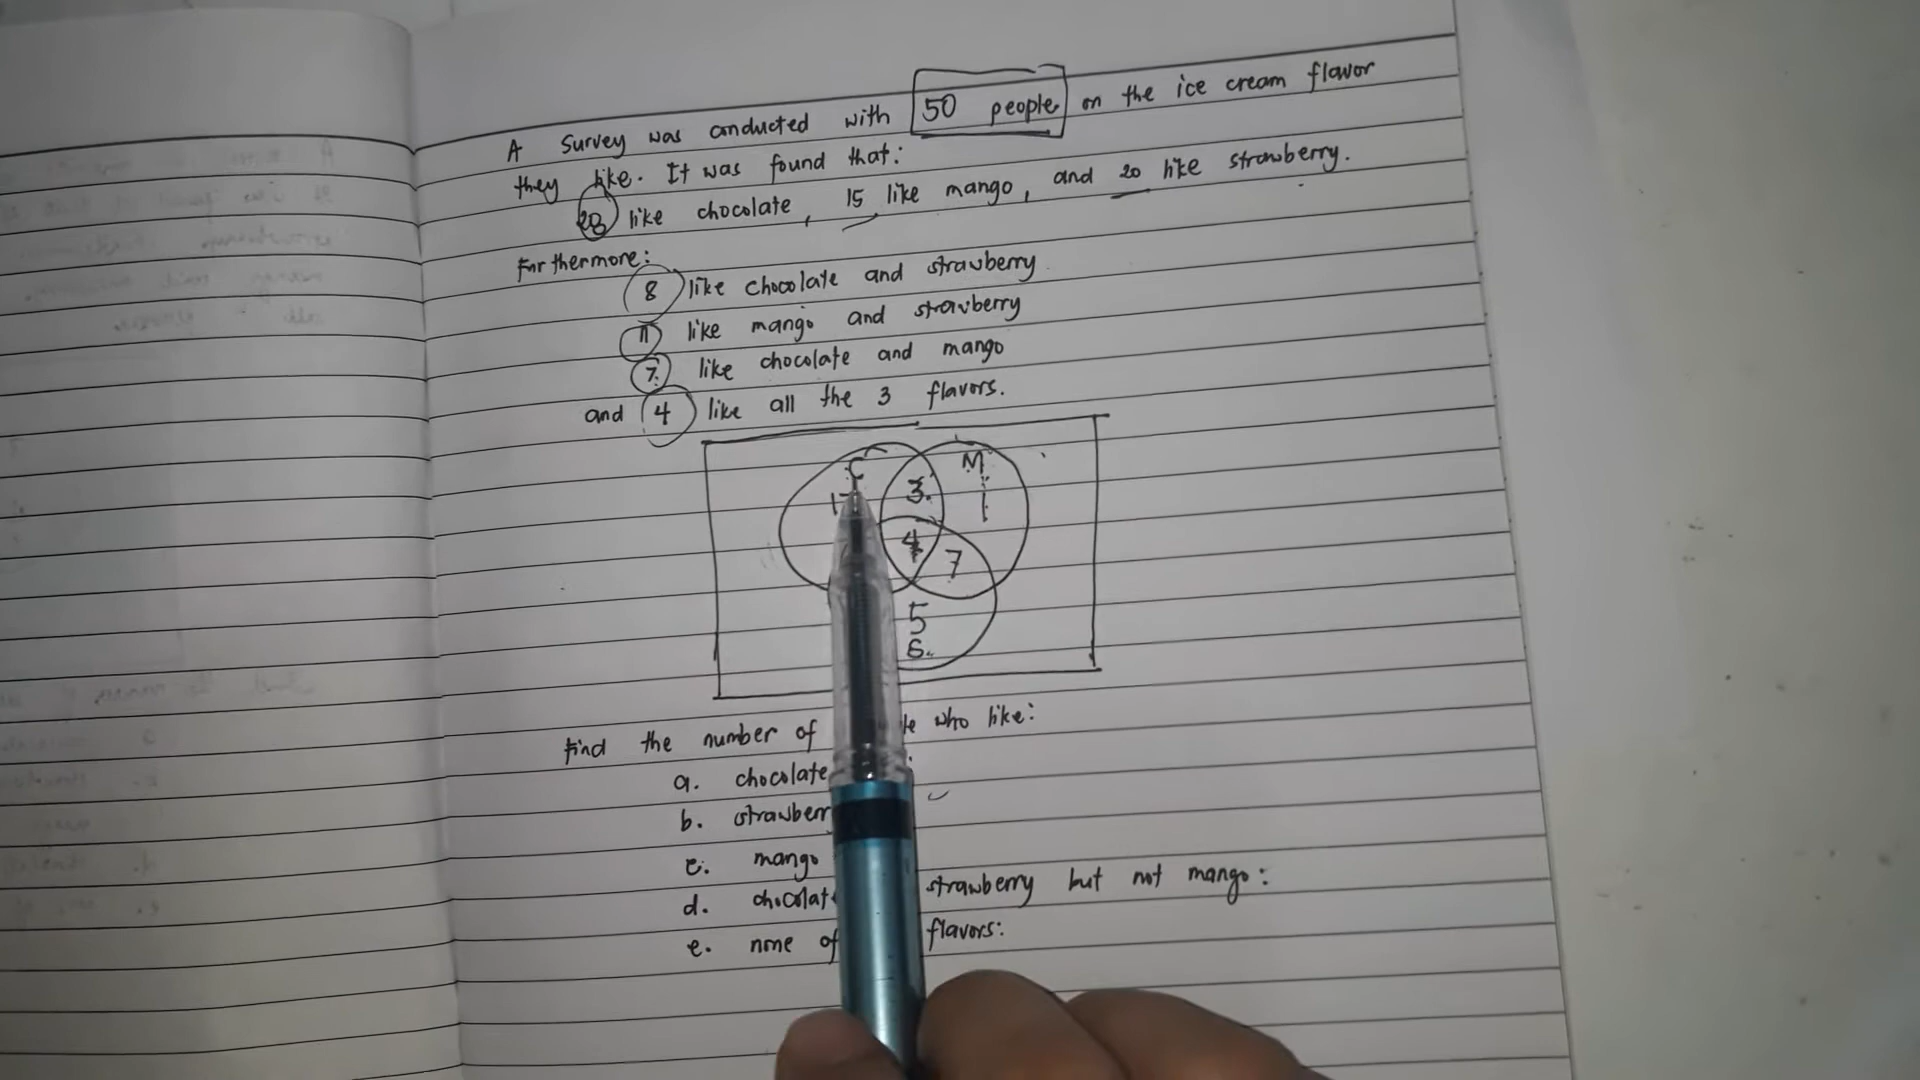 A survey was conducted with 50 people on the ice cream flavor
they like. It was found that:
28 like chocolate, 15 like mango, and 20 like strawberry.
Furthermore:
8 like chocolate and strawberry
11 like mango and strawberry
7 like chocolate and mango
and 4 like all the 3 flavors.
C M
3
1
4
7
5
S
Find the number of who like:
a. chocolate
b.
c. mango
d. strawberry but not mango:
e. none of flavors: